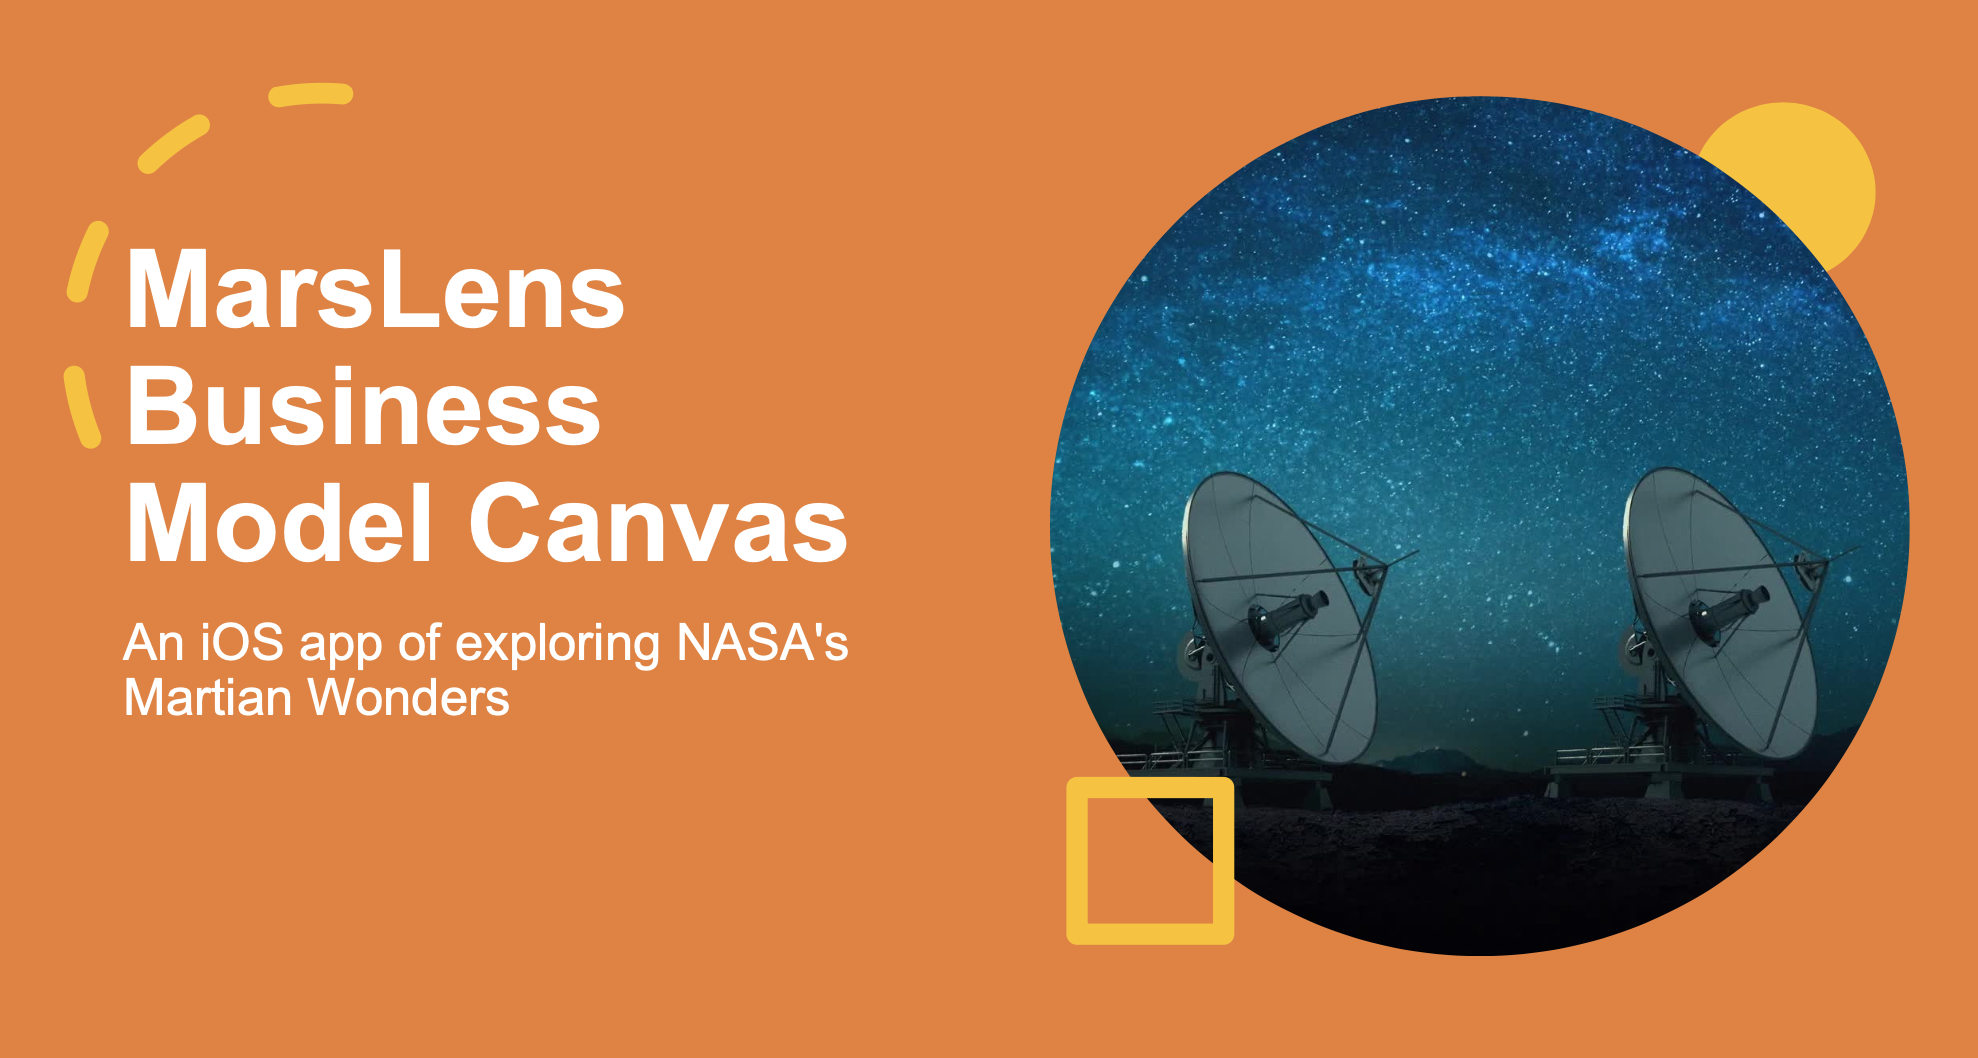 MarsLens
Business
Model Canvas
An iOS app of exploring NASA's
Martian Wonders